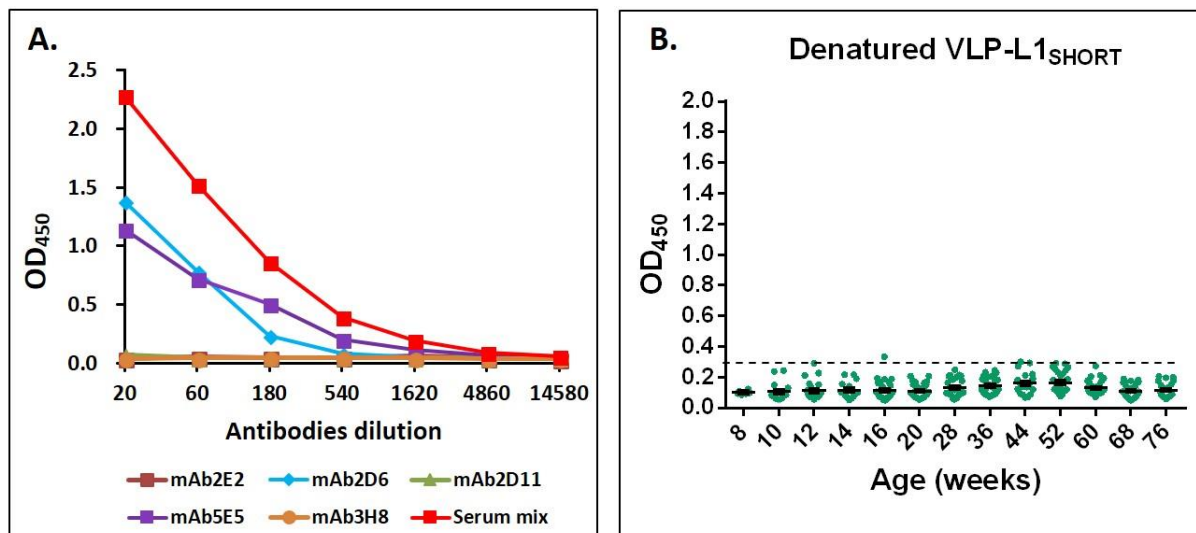 A.
2.5
2.0
1.5
1.0
0.5
0.0
OD450
20 60 180 540 1620 4860 14580
Antibodies dilution
mAb2E2 mAb2D6 mAb2D11
mAb5E5 mAb3H8 Serum mix
B.
Denatured VLP-L1SHORT
2.0
1.8
1.6
1.4
1.2
1.0
0.8
0.6
0.4
0.2
0.0
OD450
8 10 12 14 16 20 28 36 44 52 60 68 76
Age (weeks)